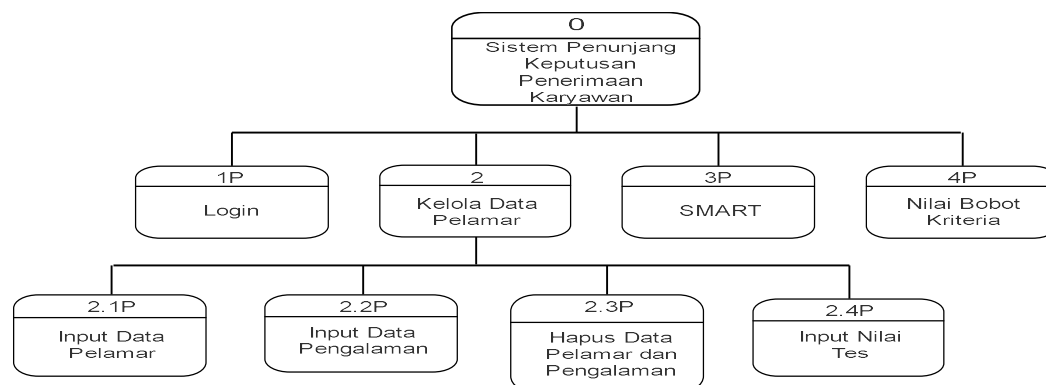 0
Sistem Penunjang
Keputusan
Penerimaan
Karyawan
1P
Login
2
Kelola Data
Pelamar
3P
SMART
4P
Nilai Bobot
Kriteria
2.1P
Input Data
Pelamar
2.2P
Input Data
Pengalaman
2.3P
Hapus Data
Pelamar dan
Pengalaman
2.4P
Input Nilai
Tes